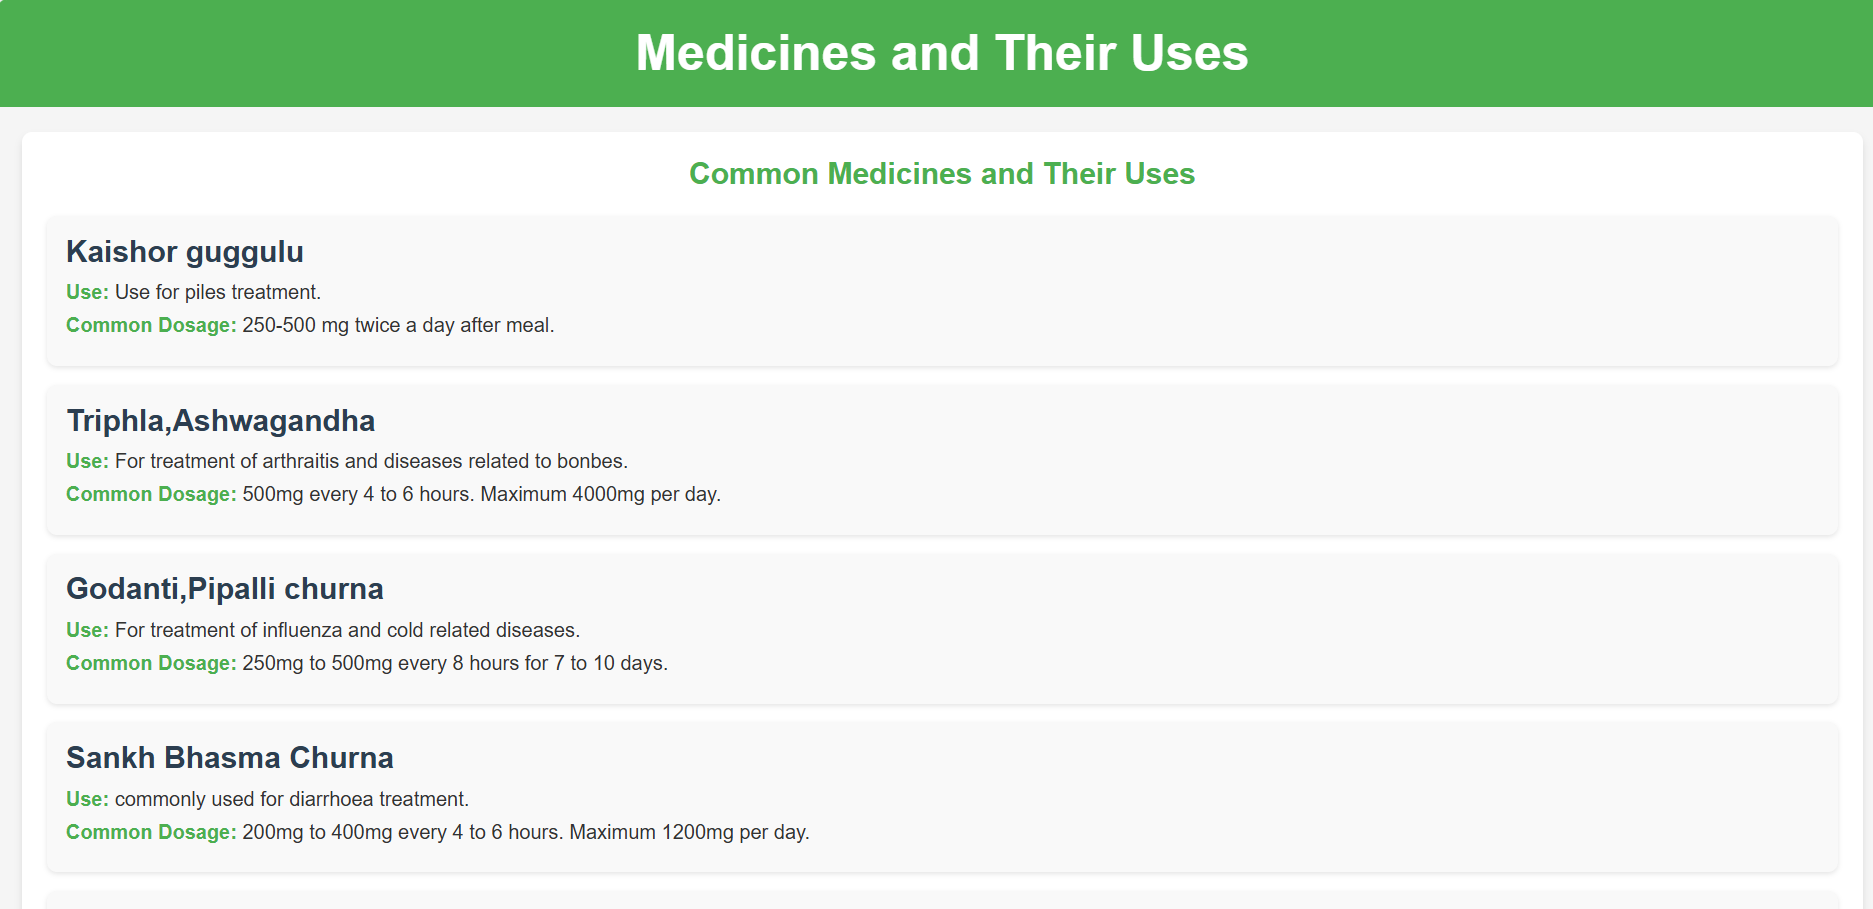 Medicines and Their Uses
Common Medicines and Their Uses
Kaishor guggulu
Use: Use for piles treatment.
Common Dosage: 250-500 mg twice a day after meal.
Triphla,Ashwagandha
Use: For treatment of arthraitis and diseases related to bonbes.
Common Dosage: 500mg every 4 to 6 hours. Maximum 4000mg per day.
Godanti,Pipalli churna
Use: For treatment of influenza and cold related diseases.
Common Dosage: 250mg to 500mg every 8 hours for 7 to 10 days.
Sankh Bhasma Churna
Use: commonly used for diarrhoea treatment.
Common Dosage: 200mg to 400mg every 4 to 6 hours. Maximum 1200mg per day.